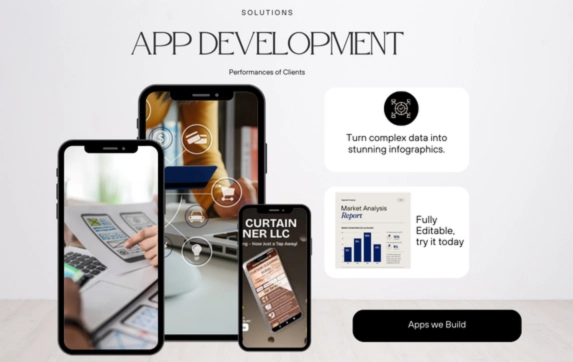 SOLUTIONS
APP DEVELOPMENT
Performances of Clients
Turn complex data into
stunning infographics.
Market Analysis
Report
Fully
Editable,
try it today
CURTAIN
NER LLC
ng - Now Just a Tap Away!
Apps we Build